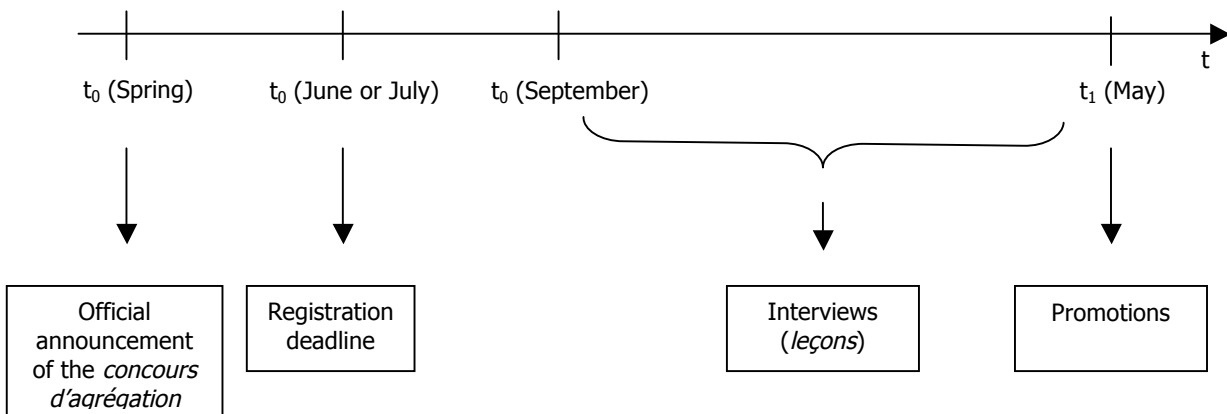 t
t₀ (Spring)
t₀ (June or July)
t₀ (September)
t₁ (May)
Official
announcement
of the concours
d'agrégation
Registration
deadline
Interviews
(leçons)
Promotions